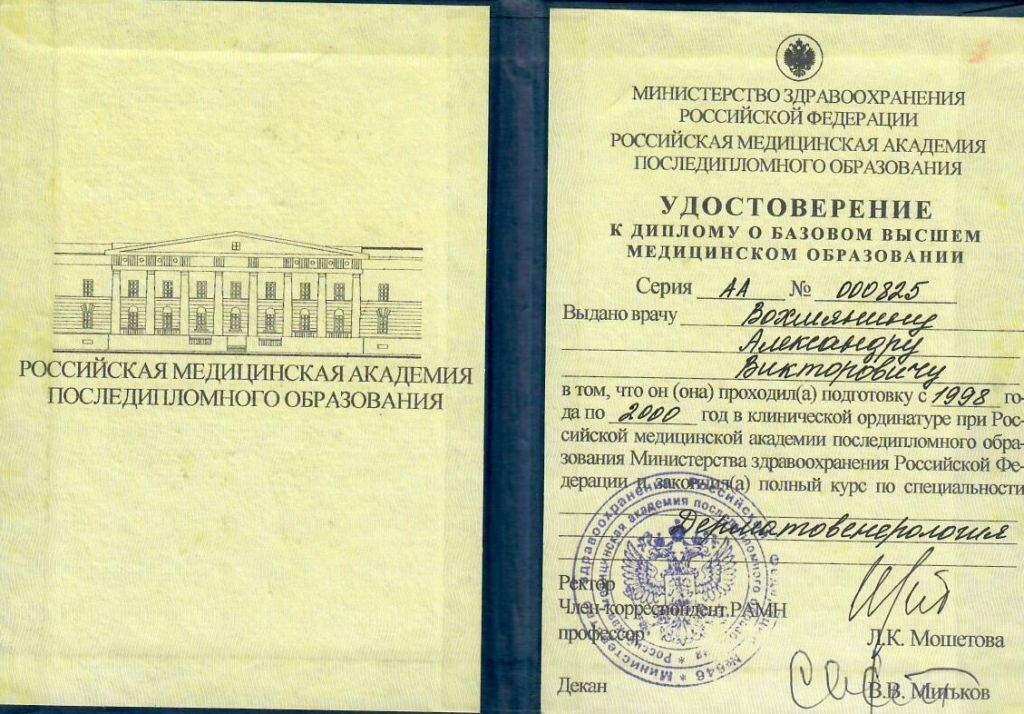 РОССИЙСКАЯ МЕДИЦИНСКАЯ АКАДЕМИЯ
ПОСЛЕДИПЛОМНОГО ОБРАЗОВАНИЯ
МИНИСТЕРСТВО ЗДРАВООХРАНЕНИЯ
РОССИЙСКОЙ ФЕДЕРАЦИИ
РОССИЙСКАЯ МЕДИЦИНСКАЯ АКАДЕМИЯ
ПОСЛЕДИПЛОМНОГО ОБРАЗОВАНИЯ
УДОСТОВЕРЕНИЕ
К ДИПЛОМУ О БАЗОВОМ ВЫСШЕМ
МЕДИЦИНСКОМ ОБРАЗОВАНИИ
Серия АА № 000825
Выдано врачу Вохмянину
Александру
Викторовичу
в том, что он (она) проходил(а) подготовку с 1998 го-
да по 2000 год в клинической ординатуре при Рос-
сийской медицинской академии последипломного обра-
зования Министерства здравоохранения Российской Фе-
дерации и закончил(а) полный курс по специальности
Дерматовенерология
Ректор
Член-корреспондент РАМН
профессор Л.К. Мошетова
Декан В.В. Митьков